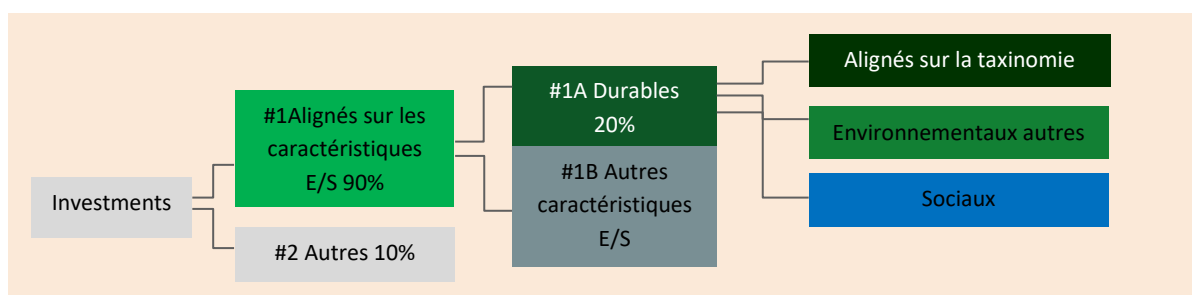 Investments
#1Alignés sur les
caractéristiques
E/S 90%
#2 Autres 10%
#1A Durables
20%
#1B Autres
caractéristiques
E/S
Alignés sur la taxinomie
Environnementaux autres
Sociaux